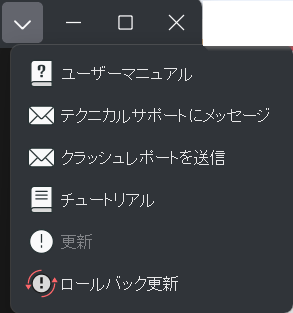 ユーザーマニュアル
テクニカルサポートにメッセージ
クラッシュレポートを送信
チュートリアル
更新
ロールバック更新